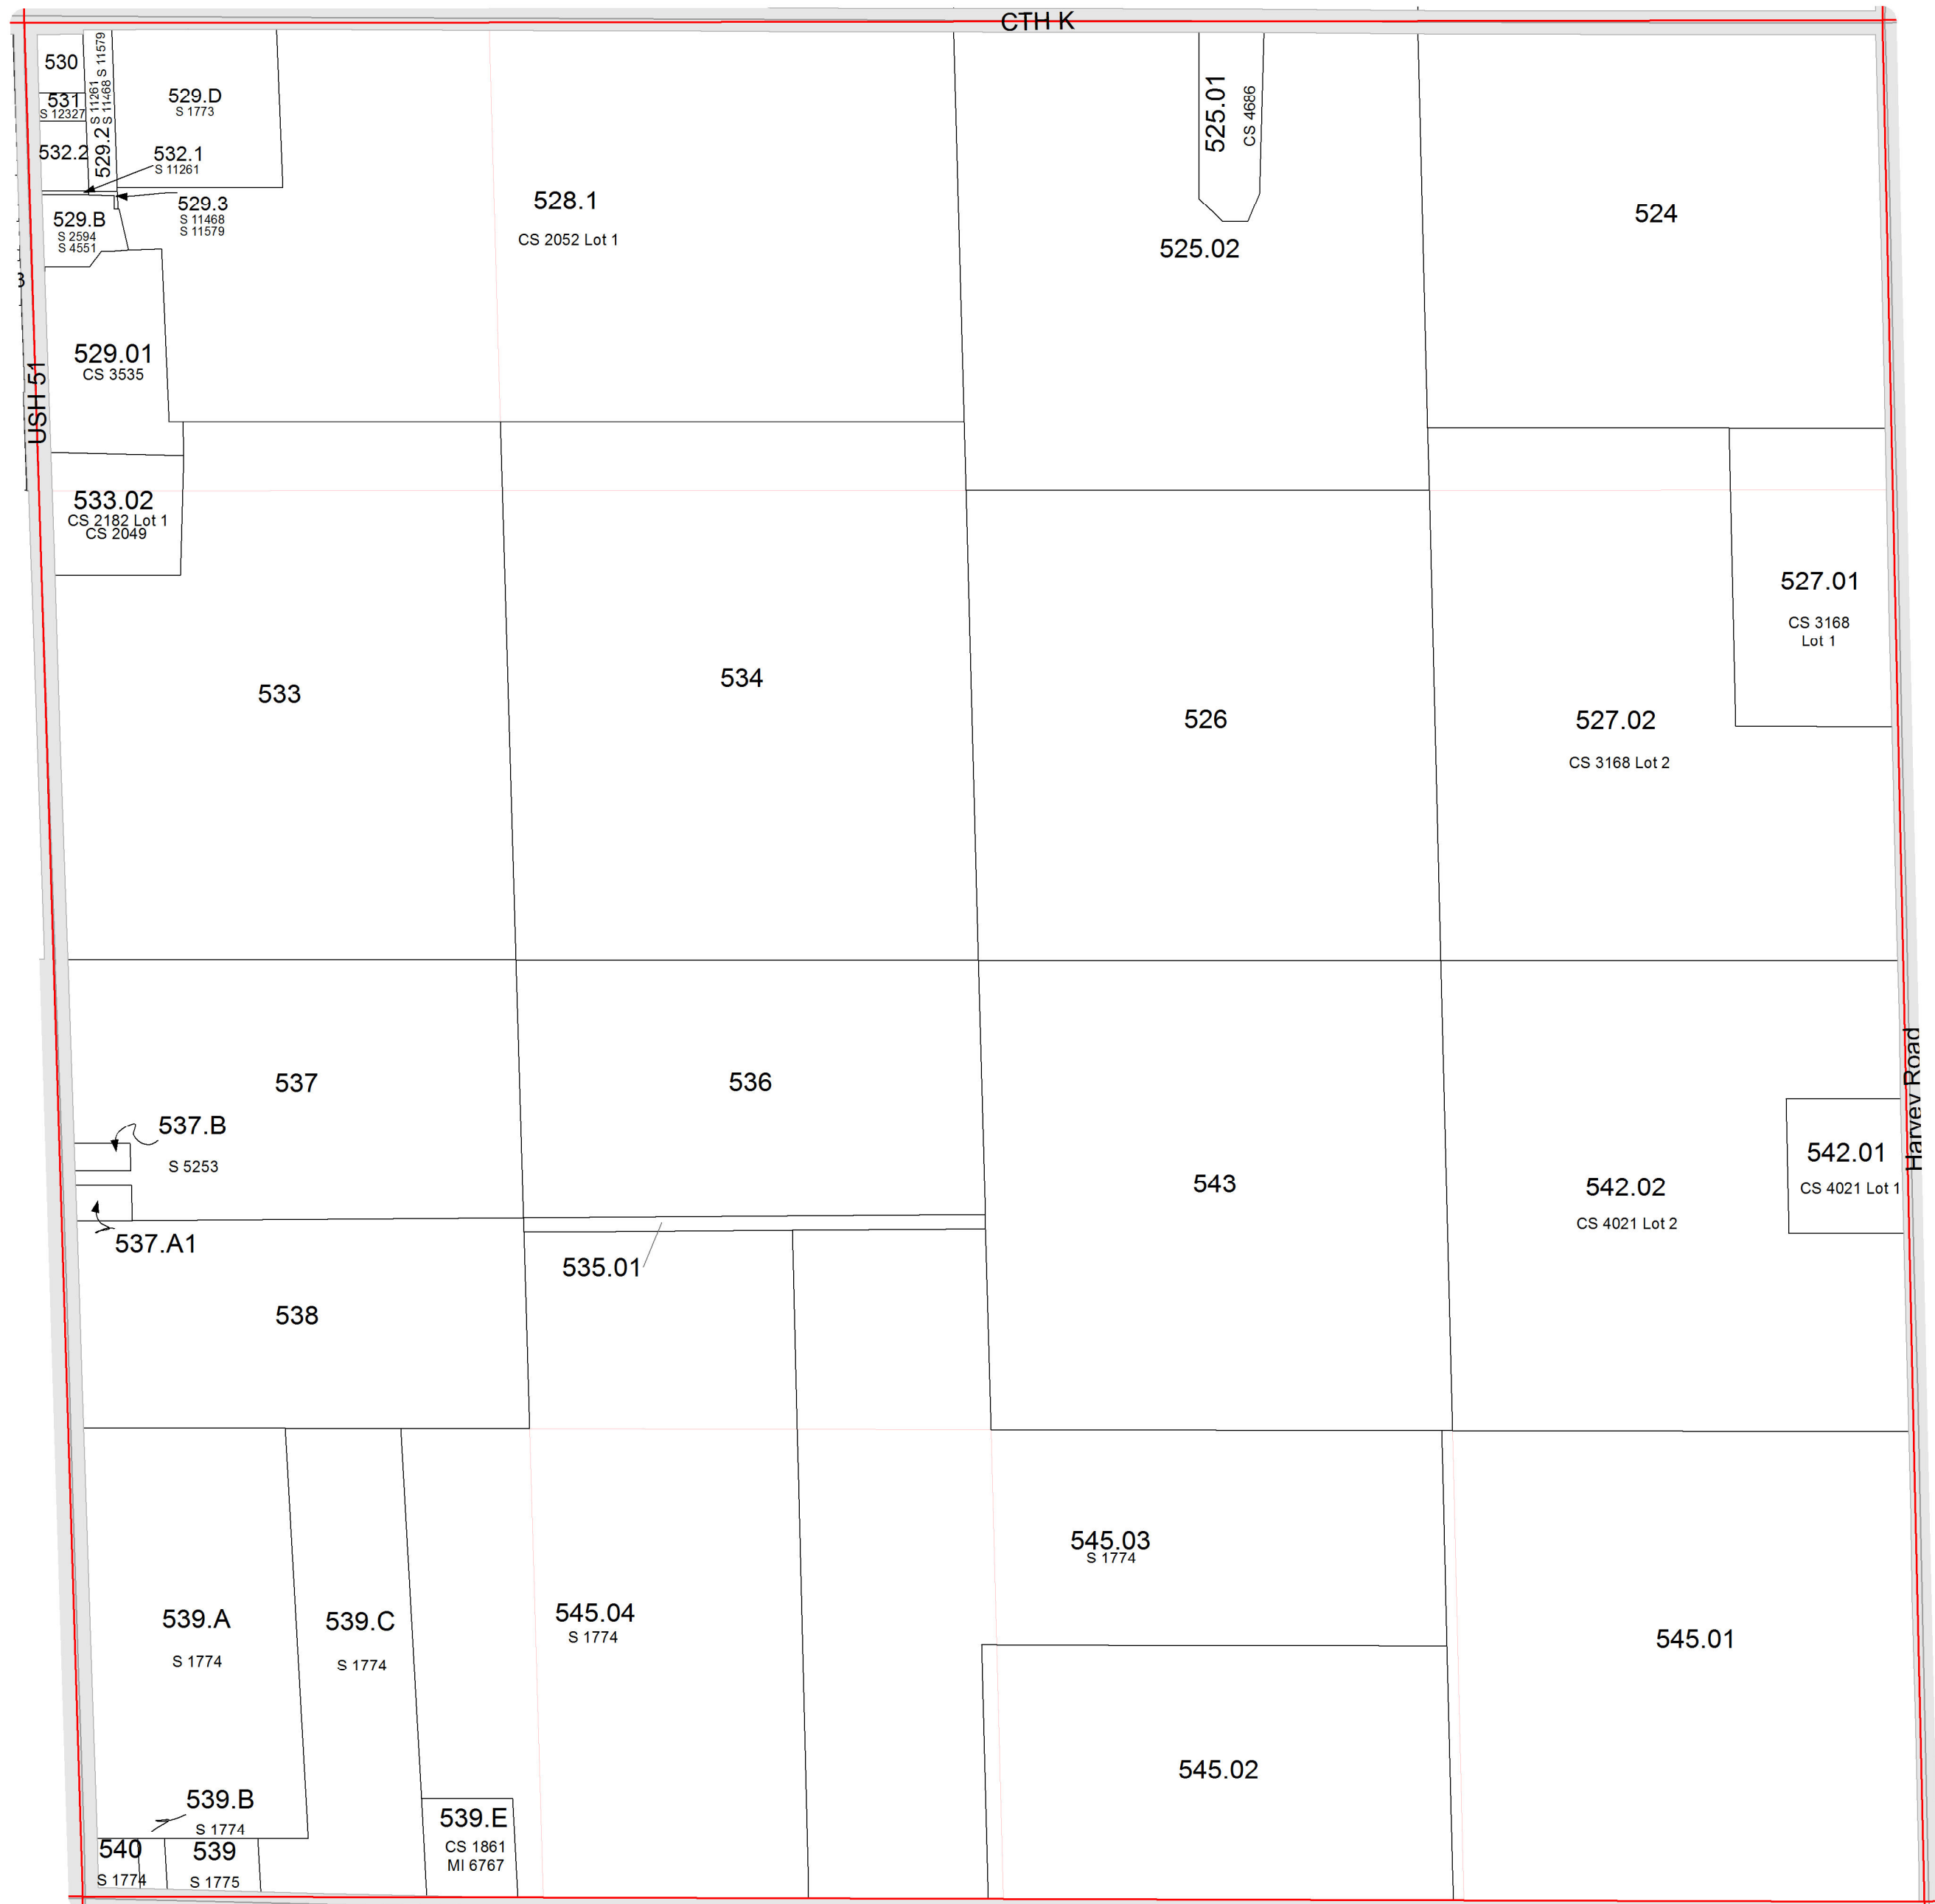 CTH K
530
531
S 12327
532.2
529.2
S 11261
S 11468 S 11579
529.D
S 1773
532.1
S 11261
529.3
S 11468
S 11579
529.B
S 2594
S 4551
3
529.01
CS 3535
USH 51
528.1
CS 2052 Lot 1
525.01
CS 4686
525.02
524
533.02
CS 2182 Lot 1
CS 2049
527.01
CS 3168
Lot 1
533
534
526
527.02
CS 3168 Lot 2
Harvey Road
537
536
537.B
S 5253
537.A1
543
542.02
CS 4021 Lot 2
542.01
CS 4021 Lot 1
535.01
538
545.03
S 1774
539.A
S 1774
539.C
S 1774
545.04
S 1774
545.01
545.02
539.B
S 1774
540
S 1774
539
S 1775
539.E
CS 1861
MI 6767